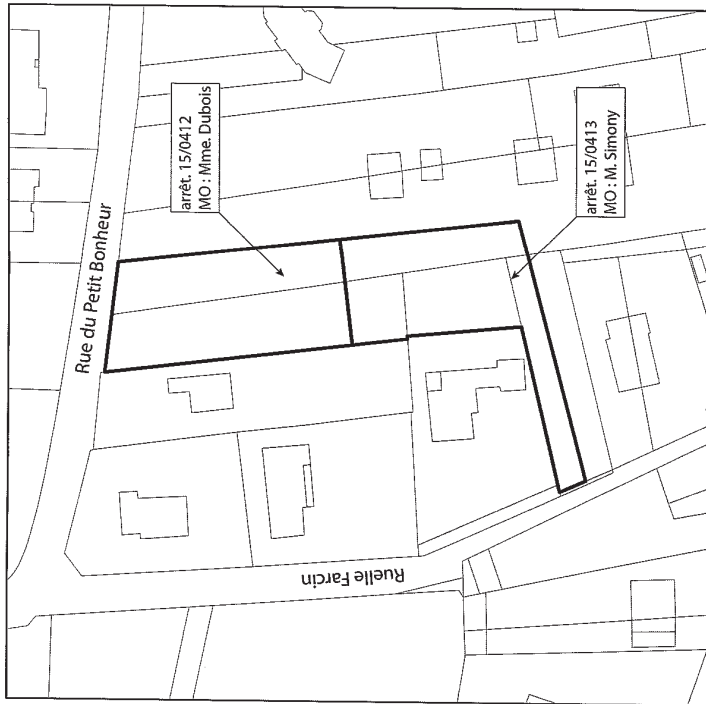 Rue du Petit Bonheur
arrêt. 15/0412
MO : Mme. Dubois
arrêt. 15/0413
MO : M. Simony
Ruelle Farcin